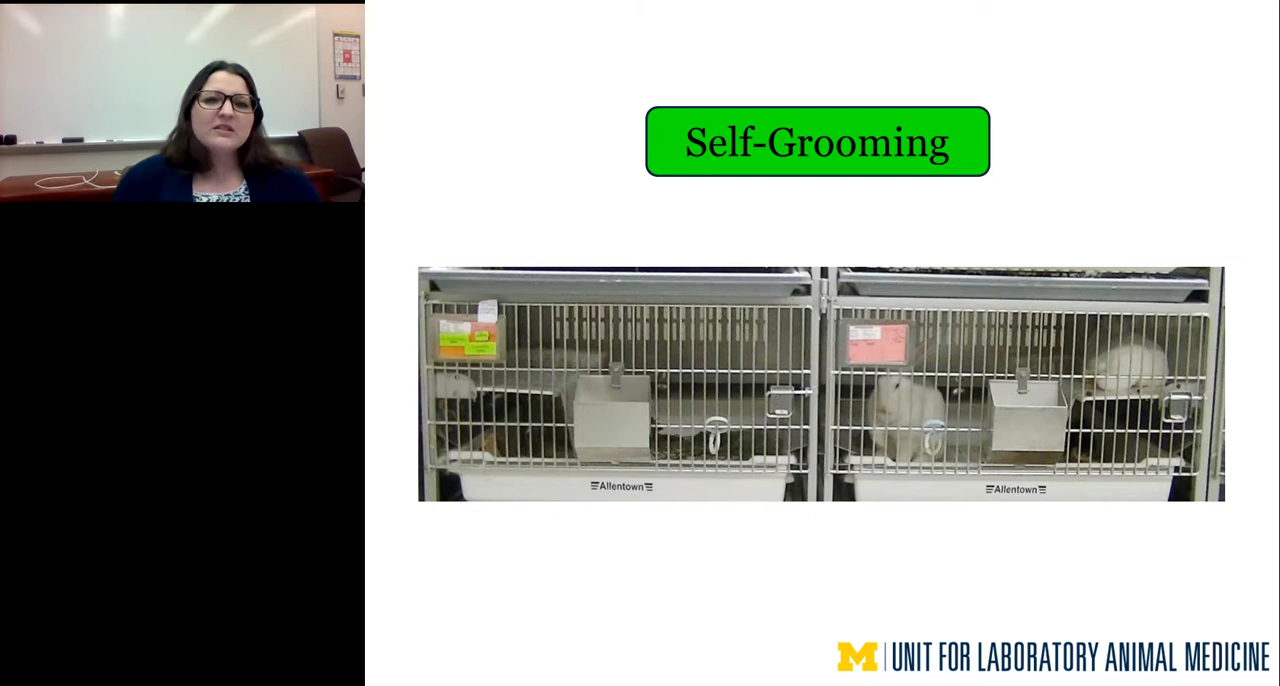 Self-Grooming
Allentown
Allentown
M | UNIT FOR LABORATORY ANIMAL MEDICINE